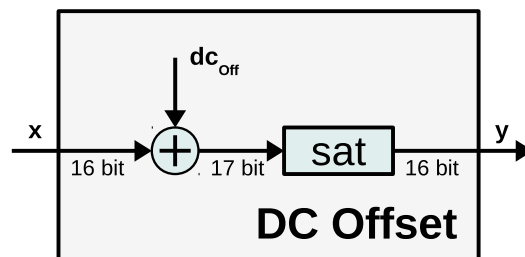 dcOff
x
y
+
16 bit
17 bit
sat
16 bit
DC Offset